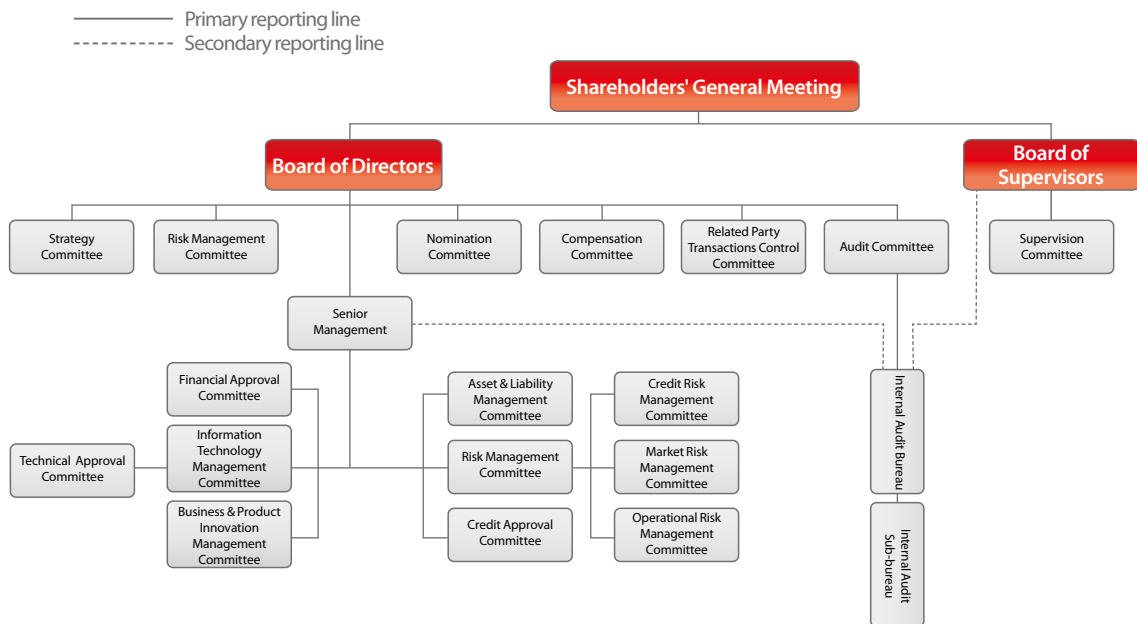 Primary reporting line
Secondary reporting line
Shareholders' General Meeting
Board of Directors
Board of
Supervisors
Strategy
Committee
Risk Management
Committee
Nomination
Committee
Compensation
Committee
Related Party
Transactions Control
Committee
Audit Committee
Supervision
Committee
Senior
Management
Financial Approval
Committee
Asset & Liability
Management
Committee
Credit Risk
Management
Committee
Technical Approval
Committee
Information
Technology
Management
Committee
Risk Management
Committee
Market Risk
Management
Committee
Business & Product
Innovation
Management
Committee
Credit Approval
Committee
Operational Risk
Management
Committee
Internal Audit Bureau
Internal Audit
Sub-bureau